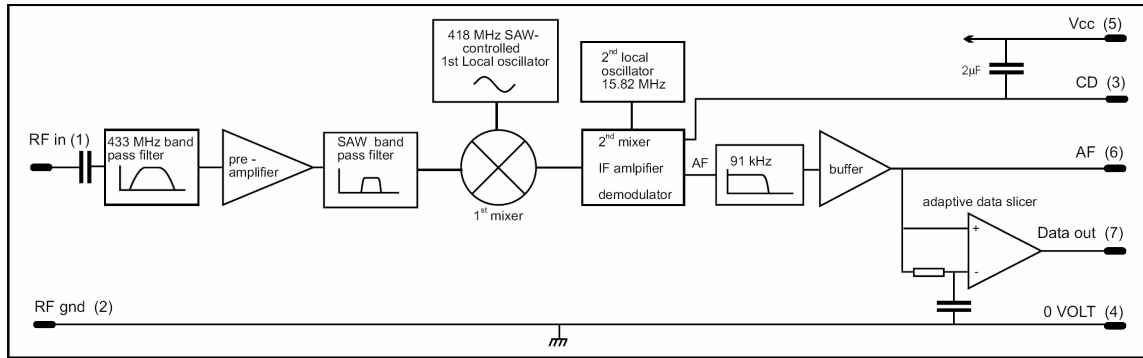 418 MHz SAW-
controlled
1st Local oscillator
2nd local
oscillator
15.82 MHz
Vcc (5)
2µF
CD (3)
RF in (1)
433 MHz band
pass filter
pre -
amplifier
SAW band
pass filter
1st mixer
2nd mixer
IF amlpifier
demodulator
AF
91 kHz
buffer
AF (6)
adaptive data slicer
+
-
Data out (7)
RF gnd (2)
0 VOLT (4)